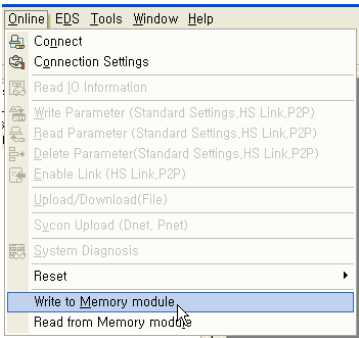 Online EDS Tools Window Help
Connect
Connection Settings
Read IO Information
Write Parameter (Standard Settings,HS Link,P2P)
Read Parameter (Standard Settings,HS Link,P2P)
Delete Parameter(Standard Settings,HS Link,P2P)
Enable Link (HS Link,P2P)
Upload/Download(File)
Sycon Upload (Dnet, Pnet)
System Diagnosis
Reset
Write to Memory module
Read from Memory module